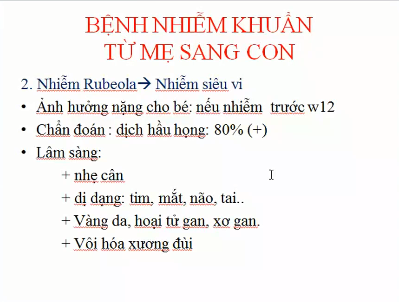 BỆNH NHIỄM KHUẨN
TỪ MẸ SANG CON
2. Nhiễm Rubeola→ Nhiễm siêu vi
• Ảnh hưởng nặng cho bé: nếu nhiễm trước w12
• Chẩn đoán : dịch hầu họng: 80% (+)
• Lâm sàng:
+ nhẹ cân
+ dị dạng: tim, mắt, não, tai..
+ Vàng da, hoại tử gan, xơ gan.
+ Vôi hóa xương đùi